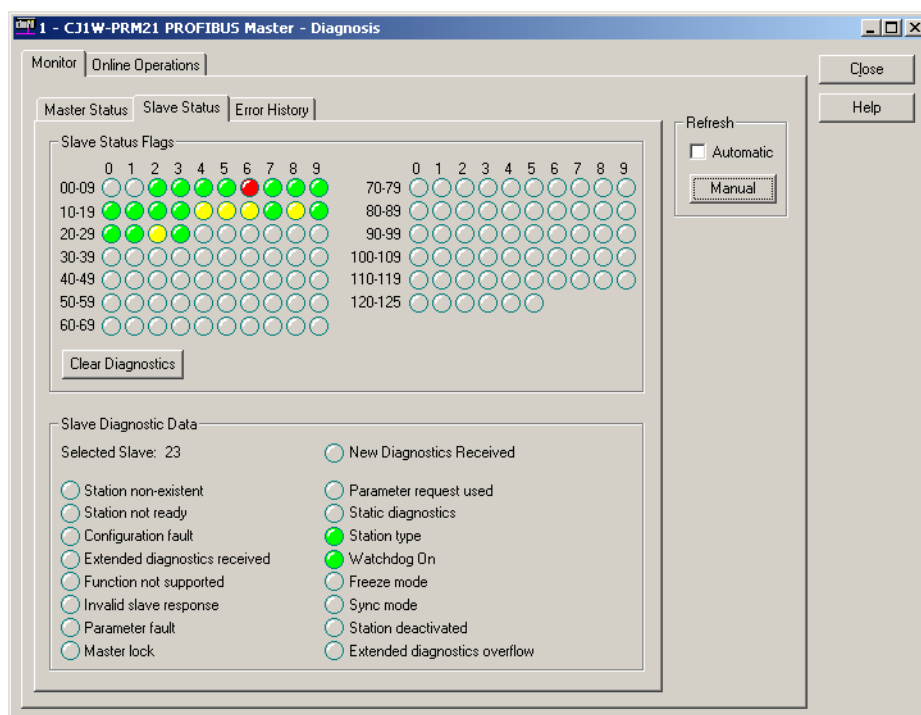 1 - CJ1W-PRM21 PROFIBUS Master - Diagnosis
Monitor Online Operations
Close
Help
Master Status Slave Status Error History
Refresh
Automatic
Manual
Slave Status Flags
0 1 2 3 4 5 6 7 8 9
00-09
10-19
20-29
30-39
40-49
50-59
60-69
0 1 2 3 4 5 6 7 8 9
70-79
80-89
90-99
100-109
110-119
120-125
Clear Diagnostics
Slave Diagnostic Data
Selected Slave: 23
New Diagnostics Received
Station non-existent
Station not ready
Configuration fault
Extended diagnostics received
Function not supported
Invalid slave response
Parameter fault
Master lock
Parameter request used
Static diagnostics
Station type
Watchdog On
Freeze mode
Sync mode
Station deactivated
Extended diagnostics overflow